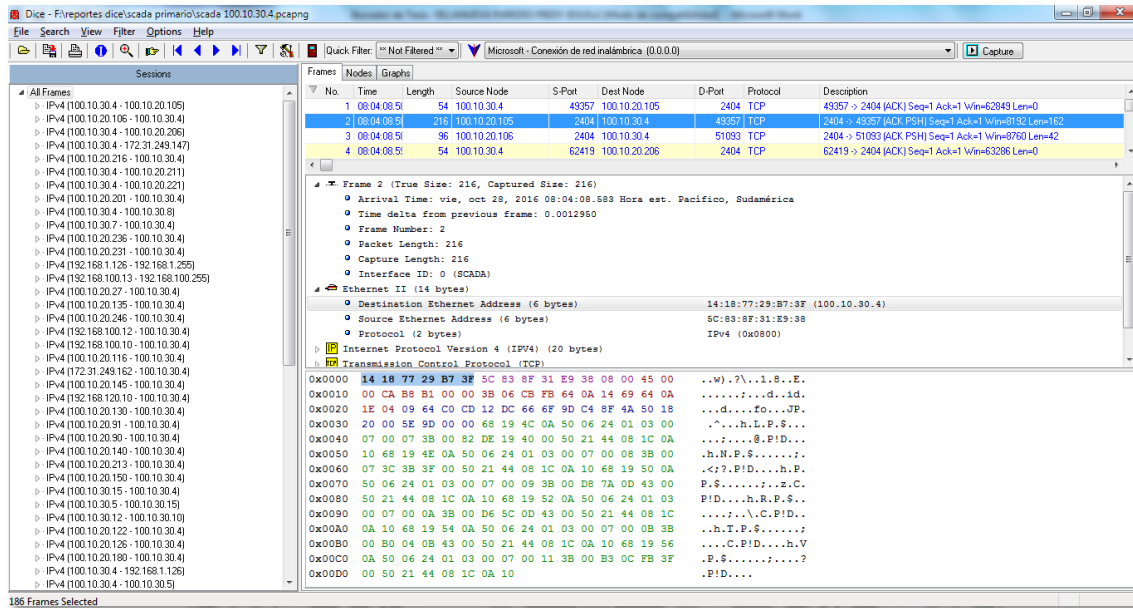 Dice - F:\reportes dice\scada primario\scada 100.10.30.4.pcapng
File Search View Filter Options Help
Quick Filter: ** Not Filtered ** Microsoft - Conexión de red inalámbrica (0.0.0.0) Capture
Sessions
All Frames
IPv4 (100.10.30.4 - 100.10.20.105)
IPv4 (100.10.20.106 - 100.10.30.4)
IPv4 (100.10.30.4 - 100.10.20.206)
IPv4 (100.10.30.4 - 172.31.249.147)
IPv4 (100.10.20.216 - 100.10.30.4)
IPv4 (100.10.30.4 - 100.10.20.211)
IPv4 (100.10.30.4 - 100.10.20.221)
IPv4 (100.10.20.201 - 100.10.30.4)
IPv4 (100.10.30.4 - 100.10.30.8)
IPv4 (100.10.30.7 - 100.10.30.4)
IPv4 (100.10.20.236 - 100.10.30.4)
IPv4 (100.10.20.231 - 100.10.30.4)
IPv4 (192.168.1.126 - 192.168.1.255)
IPv4 (192.168.100.13 - 192.168.100.255)
IPv4 (100.10.20.27 - 100.10.30.4)
IPv4 (100.10.20.135 - 100.10.30.4)
IPv4 (100.10.20.246 - 100.10.30.4)
IPv4 (192.168.100.12 - 100.10.30.4)
IPv4 (192.168.100.10 - 100.10.30.4)
IPv4 (100.10.20.116 - 100.10.30.4)
IPv4 (172.31.249.162 - 100.10.30.4)
IPv4 (100.10.20.145 - 100.10.30.4)
IPv4 (192.168.120.10 - 100.10.30.4)
IPv4 (100.10.20.130 - 100.10.30.4)
IPv4 (100.10.20.91 - 100.10.30.4)
IPv4 (100.10.20.90 - 100.10.30.4)
IPv4 (100.10.20.140 - 100.10.30.4)
IPv4 (100.10.20.213 - 100.10.30.4)
IPv4 (100.10.20.150 - 100.10.30.4)
IPv4 (100.10.30.15 - 100.10.30.4)
IPv4 (100.10.30.5 - 100.10.30.15)
IPv4 (100.10.30.12 - 100.10.30.10)
IPv4 (100.10.20.122 - 100.10.30.4)
IPv4 (100.10.20.126 - 100.10.30.4)
IPv4 (100.10.20.180 - 100.10.30.4)
IPv4 (100.10.30.4 - 192.168.1.126)
IPv4 (100.10.30.4 - 100.10.30.5)
Frames Nodes Graphs
No. Time Length Source Node S-Port Dest Node D-Port Protocol Description
1 08:04:08.5 54 100.10.30.4 49357 100.10.20.105 2404 TCP 49357 -> 2404 (ACK) Seq=1 Ack=1 Win=62849 Len=0
2 08:04:08.5 216 100.10.20.105 2404 100.10.30.4 49357 TCP 2404 -> 49357 (ACK PSH) Seq=1 Ack=1 Win=8192 Len=162
3 08:04:08.5 96 100.10.20.106 2404 100.10.30.4 51093 TCP 2404 -> 51093 (ACK PSH) Seq=1 Ack=1 Win=8760 Len=42
4 08:04:08.5 54 100.10.30.4 62419 100.10.20.206 2404 TCP 62419 -> 2404 (ACK) Seq=1 Ack=1 Win=63286 Len=0
Frame 2 (True Size: 216, Captured Size: 216)
Arrival Time: vie, oct 28, 2016 08:04:08.583 Hora est. Pacífico, Sudamérica
Time delta from previous frame: 0.0012950
Frame Number: 2
Packet Length: 216
Capture Length: 216
Interface ID: 0 (SCADA)
Ethernet II (14 bytes)
Destination Ethernet Address (6 bytes) 14:18:77:29:B7:3F (100.10.30.4)
Source Ethernet Address (6 bytes) 5C:83:8F:31:E9:38
Protocol (2 bytes) IPv4 (0x0800)
IP Internet Protocol Version 4 (IPV4) (20 bytes)
TCP Transmission Control Protocol (TCP)
0x0000 14 18 77 29 B7 3F 5C 83 8F 31 E9 38 08 00 45 00 ..w).?\..1.8..E.
0x0010 00 CA B8 B1 00 00 3B 06 CB FB 64 0A 14 69 64 0A ......;...d..id.
0x0020 1E 04 09 64 C0 CD 12 DC 66 6F 9D C4 8F 4A 50 18 ...d....fo...JP.
0x0030 20 00 5E 9D 00 00 68 19 4C 0A 50 06 24 01 03 00 .^...h.L.P.$...
0x0040 07 00 07 3B 00 82 DE 19 40 00 50 21 44 08 1C 0A ...;....@.P!D...
0x0050 10 68 19 4E 0A 50 06 24 01 03 00 07 00 08 3B 00 .h.N.P.$......;.
0x0060 07 3C 3B 3F 00 50 21 44 08 1C 0A 10 68 19 50 0A .<;?.P!D....h.P.
0x0070 50 06 24 01 03 00 07 00 09 3B 00 D8 7A 0D 43 00 P.$......;..z.C.
0x0080 50 21 44 08 1C 0A 10 68 19 52 0A 50 06 24 01 03 P!D....h.R.P.$..
0x0090 00 07 00 0A 3B 00 D6 5C 0D 43 00 50 21 44 08 1C ....;..\.C.P!D..
0x00A0 0A 10 68 19 54 0A 50 06 24 01 03 00 07 00 0B 3B ..h.T.P.$......;
0x00B0 00 B0 04 0B 43 00 50 21 44 08 1C 0A 10 68 19 56 ....C.P!D....h.V
0x00C0 0A 50 06 24 01 03 00 07 00 11 3B 00 B3 0C FB 3F .P.$......;....?
0x00D0 00 50 21 44 08 1C 0A 10 .P!D....
186 Frames Selected